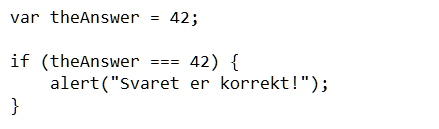 var theAnswer = 42;

if (theAnswer === 42) {
    alert("Svaret er korrekt!");
}